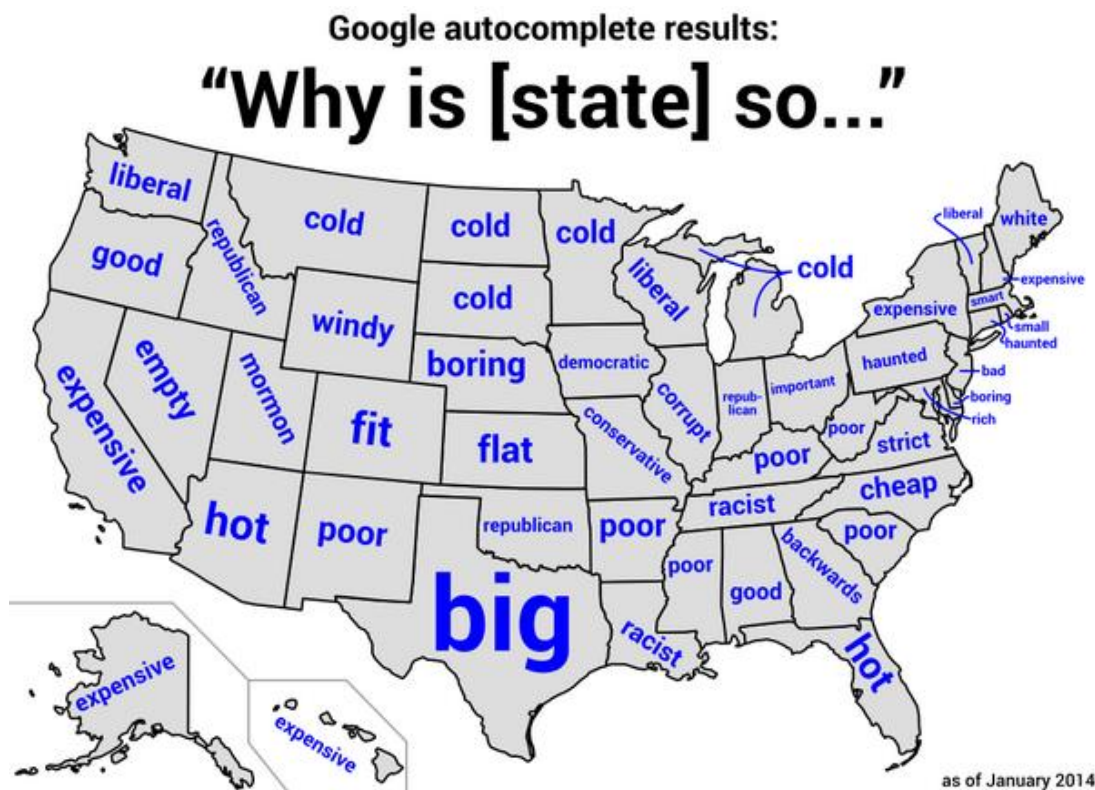 Google autocomplete results:
“Why is [state] so...”
liberal
cold
cold
cold
liberal
white
republican
good
cold
liberal
cold
expensive
windy
expensive
smart
small
haunted
empty
boring
democratic
haunted
mormon
corrupt
repub-
lican
important
bad
boring
rich
expensive
fit
flat
conservative
poor
strict
poor
cheap
hot
poor
republican
poor
racist
poor
poor
good
backwards
big
racist
hot
expensive
expensive
as of January 2014